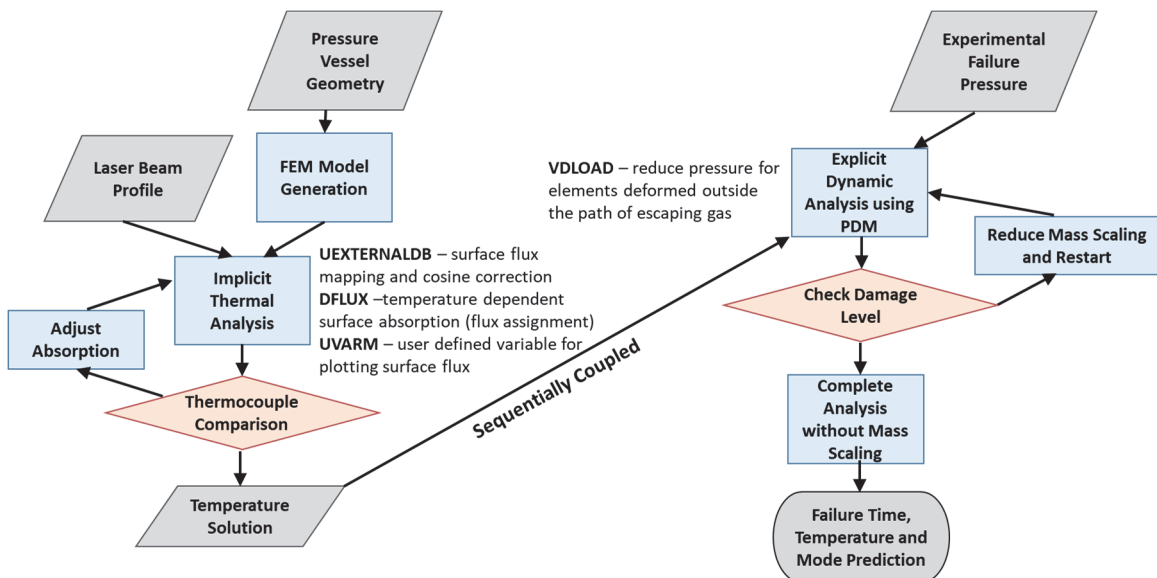 Pressure
Vessel
Geometry
Laser Beam
Profile
FEM Model
Generation
Implicit
Thermal
Analysis
UEXTERNALDB – surface flux
mapping and cosine correction
DFLUX –temperature dependent
surface absorption (flux assignment)
UVARM – user defined variable for
plotting surface flux
Adjust
Absorption
Thermocouple
Comparison
Temperature
Solution
Sequentially Coupled
Experimental
Failure
Pressure
VDLOAD – reduce pressure for
elements deformed outside
the path of escaping gas
Explicit
Dynamic
Analysis using
PDM
Reduce Mass Scaling
and Restart
Check Damage
Level
Complete
Analysis
without Mass
Scaling
Failure Time,
Temperature and
Mode Prediction